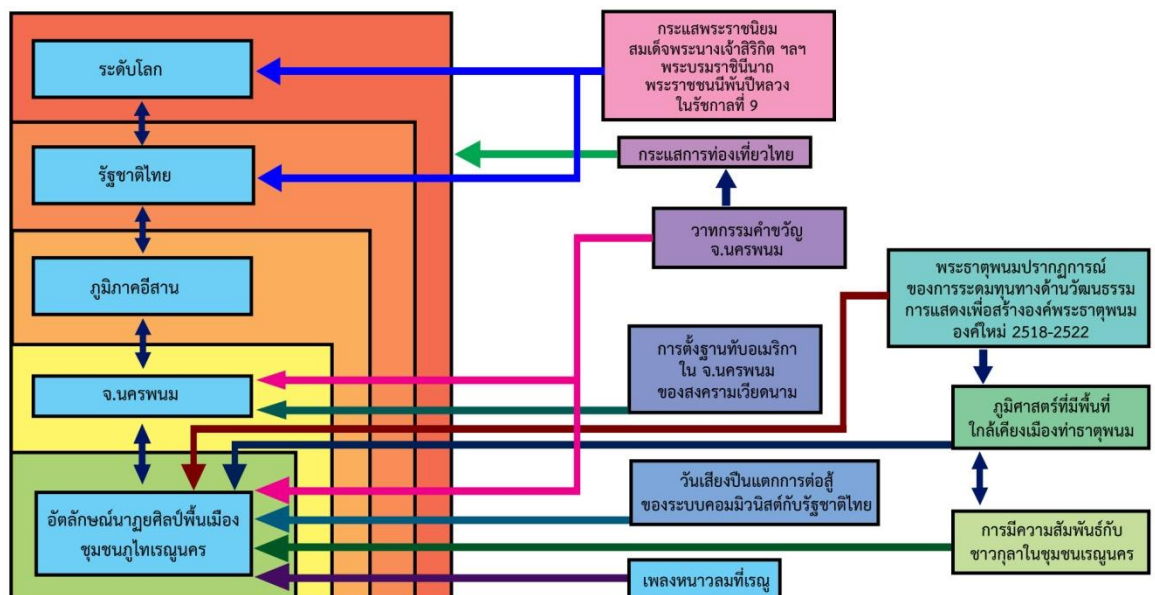 ระดับโลก
รัฐชาติไทย
ภูมิภาคอีสาน
จ.นครพนม
อัตลักษณ์นาฏยศิลป์พื้นเมือง
ชุมชนภูไทเรณูนคร
กระแสพระราชนิยม
สมเด็จพระนางเจ้าสิริกิต ฯลฯ
พระบรมราชินีนาถ
พระราชชนนีพันปีหลวง
ในรัชกาลที่ 9
กระแสการท่องเที่ยวไทย
วาทกรรมคำขวัญ
จ.นครพนม
การตั้งฐานทับอเมริกา
ใน จ.นครพนม
ของสงครามเวียดนาม
วันเสียงปืนแตกการต่อสู้
ของระบบคอมมิวนิสต์กับรัฐชาติไทย
เพลงหนาวลมที่เรณู
พระธาตุพนมปรากฏการณ์
ของการระดมทุนทางด้านวัฒนธรรม
การแสดงเพื่อสร้างองค์พระธาตุพนม
องค์ใหม่ 2518-2522
ภูมิศาสตร์ที่มีพื้นที่
ใกล้เคียงเมืองท่าธาตุพนม
การมีความสัมพันธ์กับ
ชาวกุลาในชุมชนเรณูนคร